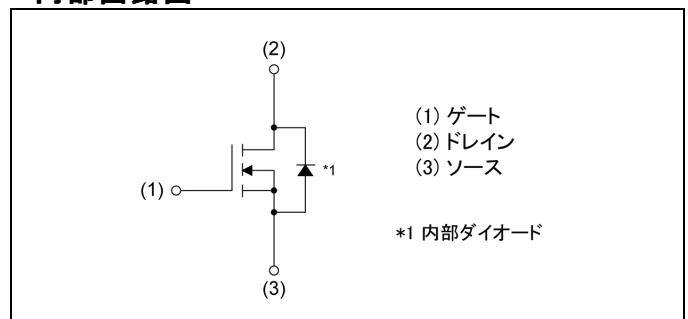 (2)
(1) ゲート
(2) ドレイン
(3) ソース
*1
(1)
*1 内部ダイオード
(3)